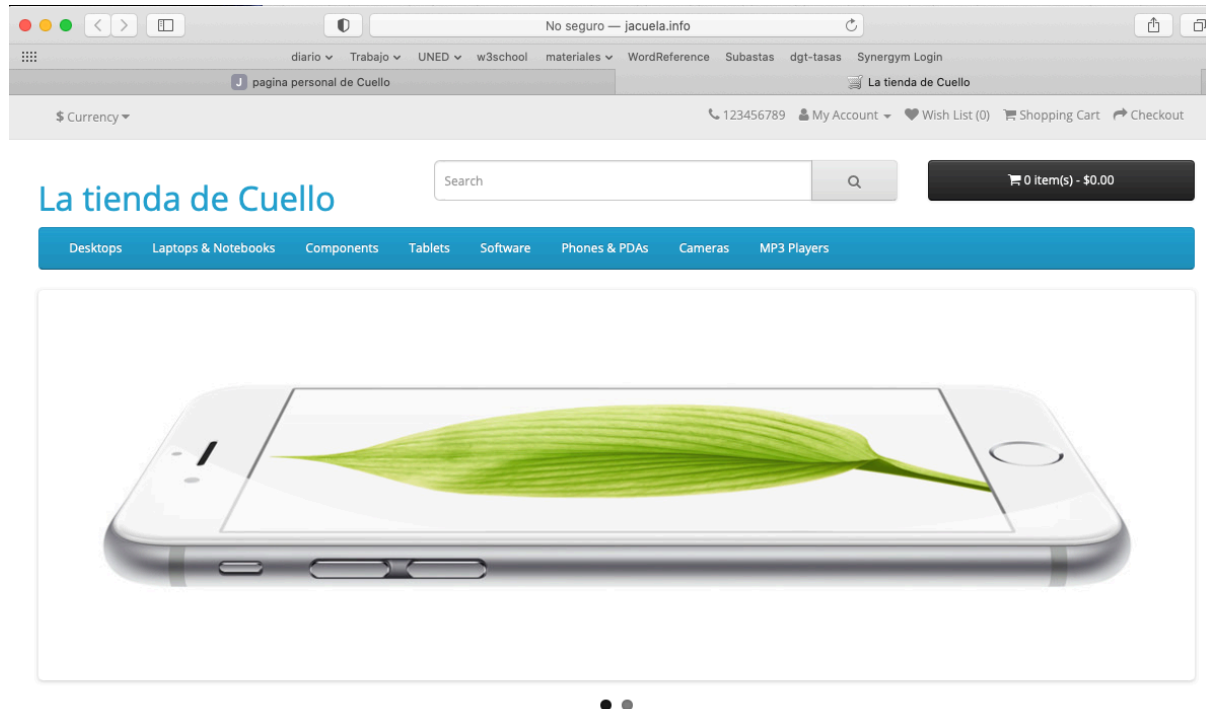 No seguro — jacuela.info
diario Trabajo UNED w3school materiales WordReference Subastas dgt-tasas Synergym Login
J pagina personal de Cuello La tienda de Cuello
$ Currency 123456789 My Account Wish List (0) Shopping Cart Checkout
La tienda de Cuello Search 0 item(s) - $0.00
Desktops Laptops & Notebooks Components Tablets Software Phones & PDAs Cameras MP3 Players